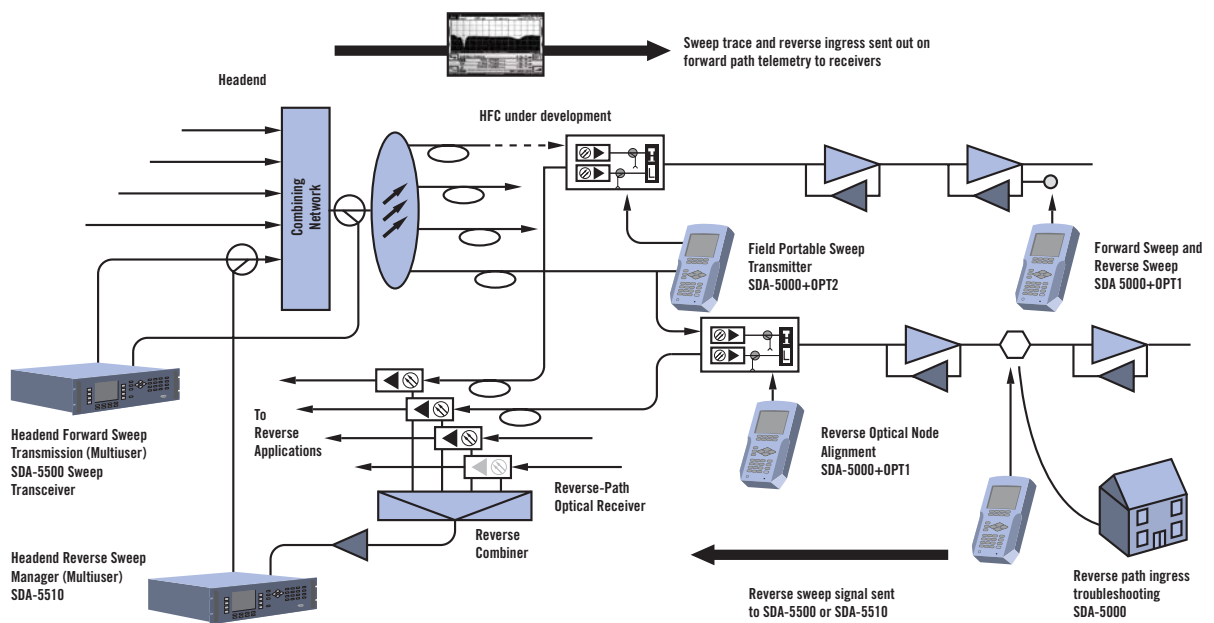 Sweep trace and reverse ingress sent out on
forward path telemetry to receivers
Headend
HFC under development
Combining
Network
H
L
Field Portable Sweep
Transmitter
SDA-5000+OPT2
Forward Sweep and
Reverse Sweep
SDA 5000+OPT1
H
L
To
Reverse
Applications
Headend Forward Sweep
Transmission (Multiuser)
SDA-5500 Sweep
Transceiver
Reverse Optical Node
Alignment
SDA-5000+OPT1
Reverse-Path
Optical Receiver
Reverse
Combiner
Headend Reverse Sweep
Manager (Multiuser)
SDA-5510
Reverse sweep signal sent
to SDA-5500 or SDA-5510
Reverse path ingress
troubleshooting
SDA-5000